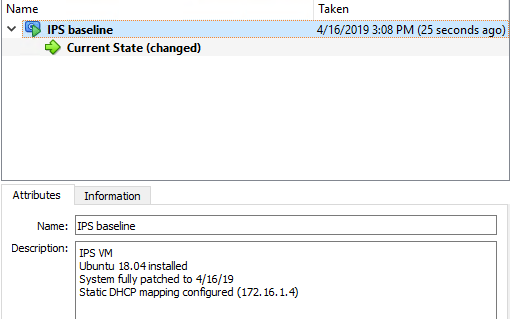 Name Taken
IPS baseline 4/16/2019 3:08 PM (25 seconds ago)
Current State (changed)
Attributes Information
Name: IPS baseline
Description: IPS VM
Ubuntu 18.04 installed
System fully patched to 4/16/19
Static DHCP mapping configured (172.16.1.4)